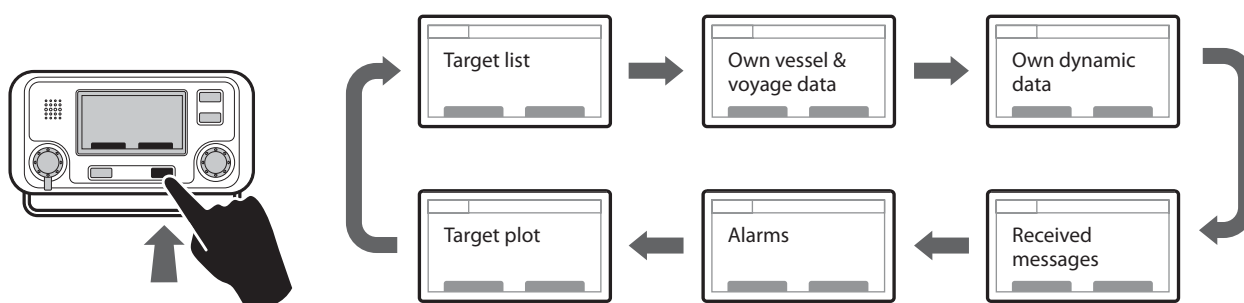 Target list
Own vessel &
voyage data
Own dynamic
data
Target plot
Alarms
Received
messages